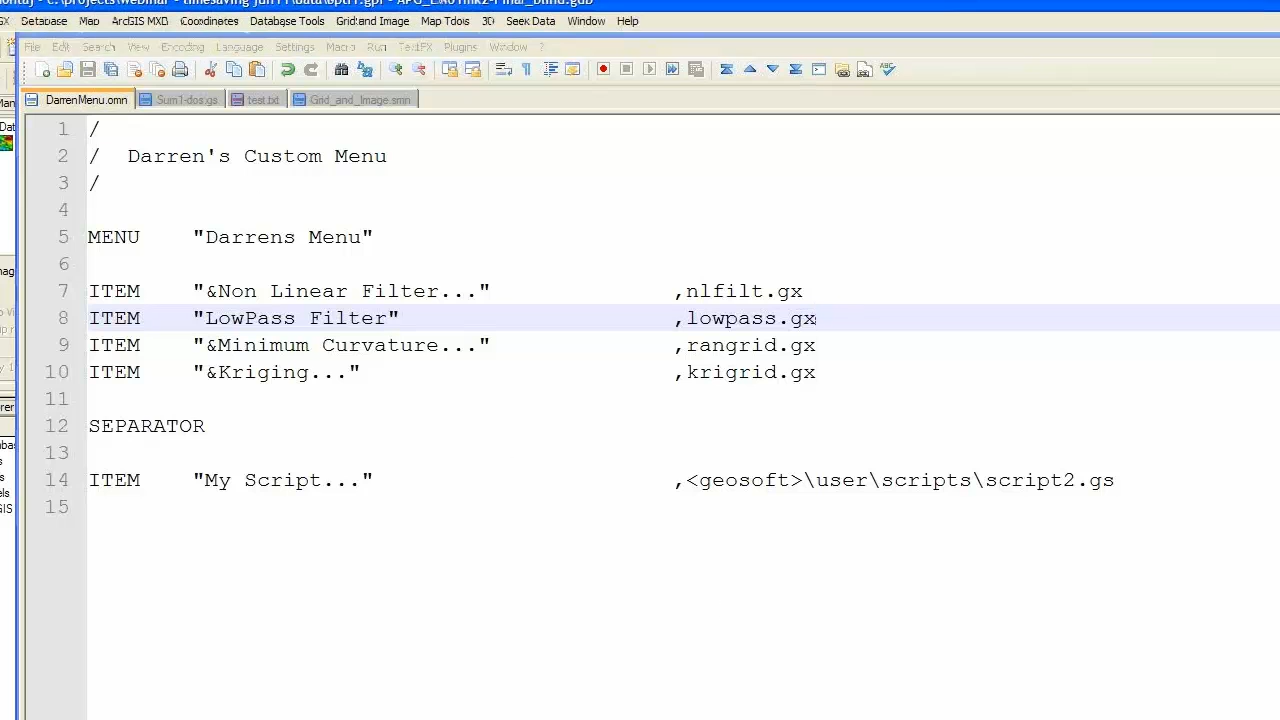 GX Database Map ArcGIS MXD Coordinates Database Tools Grid and Image Map Tools 3D Seek Data Window Help
File Edit Search View Encoding Language Settings Macro Run TextFX Plugins Window ?
DarrenMenu.omn Sum1-dos.gs test.txt Grid_and_Image.smn
1 /
2 / Darren's Custom Menu
3 /
4
5 MENU "Darrens Menu"
6
7 ITEM "&Non Linear Filter..." ,nlfilt.gx
8 ITEM "LowPass Filter" ,lowpass.gx
9 ITEM "&Minimum Curvature..." ,rangrid.gx
10 ITEM "&Kriging..." ,krigrid.gx
11
12 SEPARATOR
13
14 ITEM "My Script..." ,<geosoft>\user\scripts\script2.gs
15